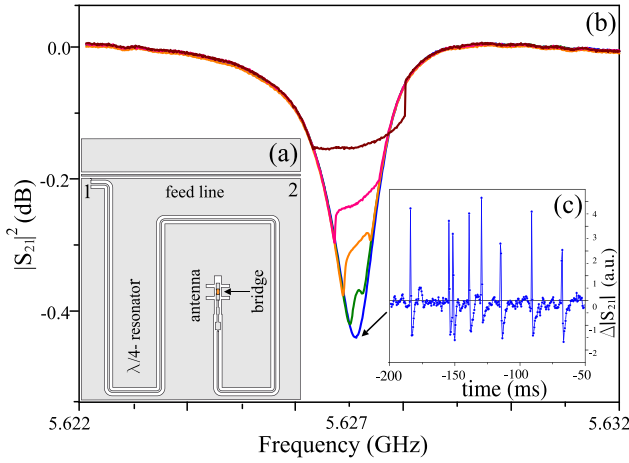 (b)
0.0
-0.2
-0.4
|S21|² (dB)
(a)
1
feed line
2
λ/4- resonator
antenna
bridge
(c)
4
3
2
1
0
-1
-2
Δ|S21| (a.u.)
-200 -150 -100 -50
time (ms)
5.622 5.627 5.632
Frequency (GHz)